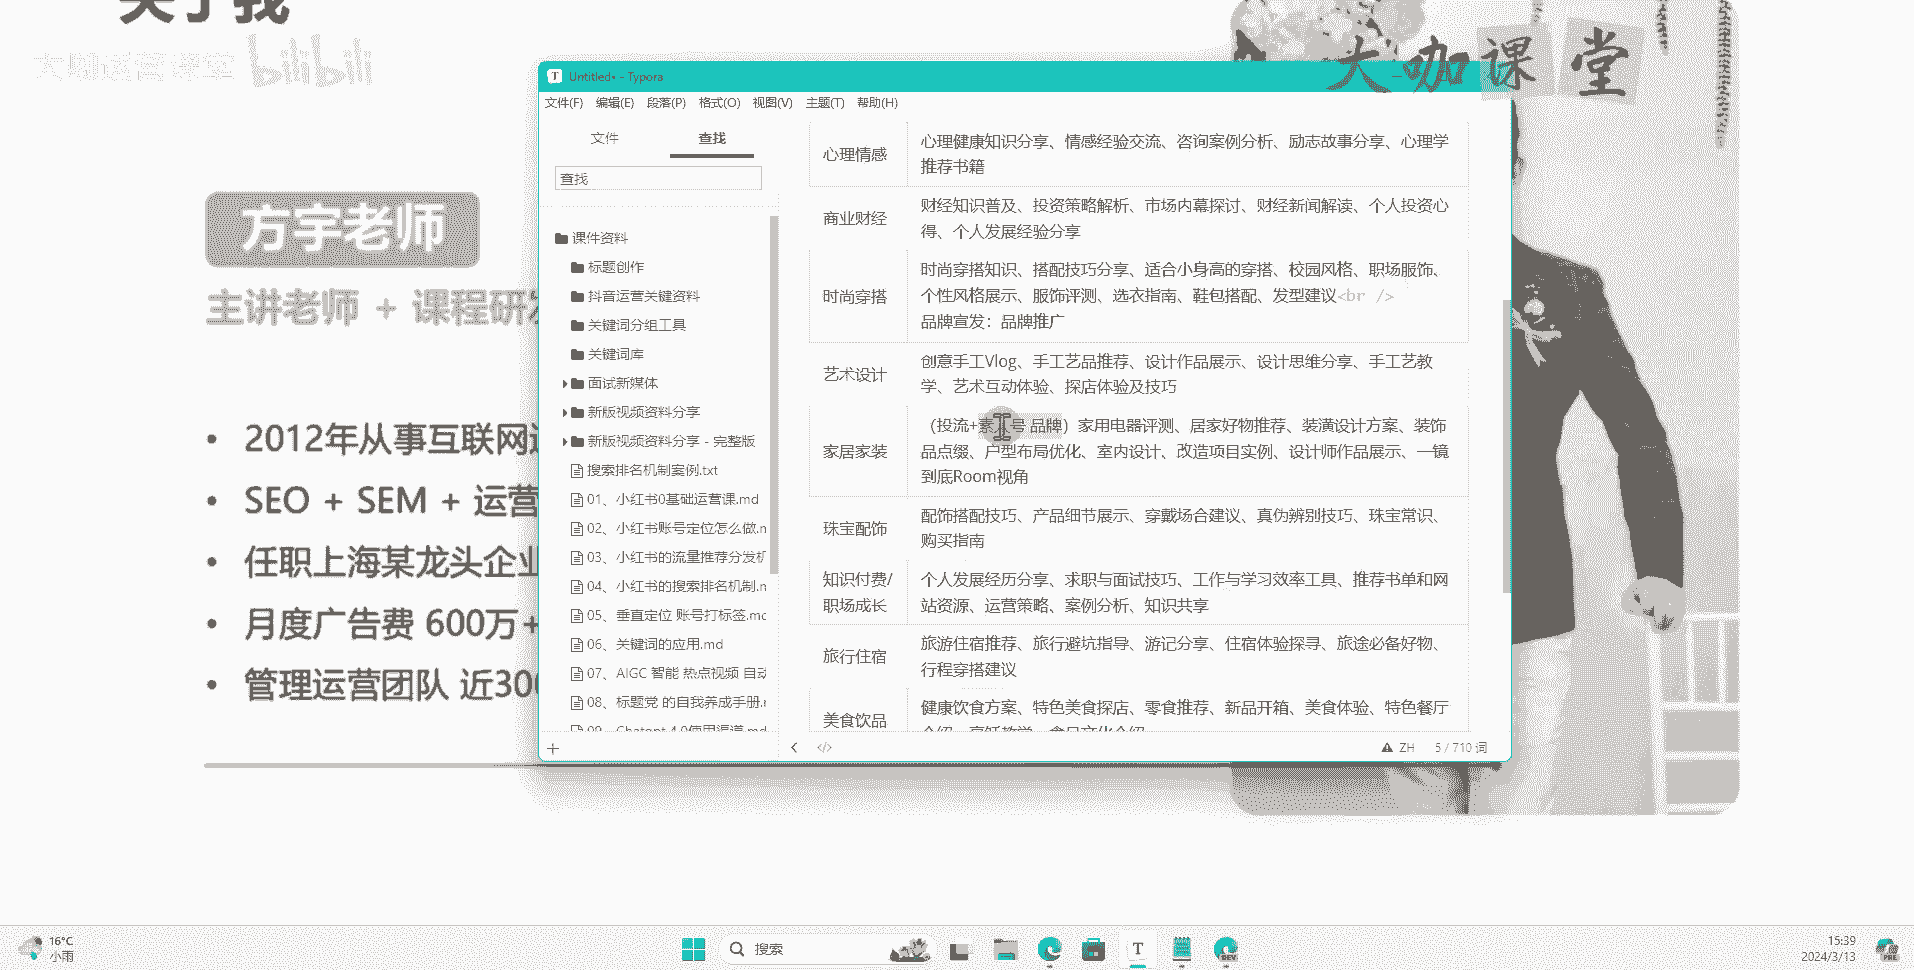 关于我
大咖运营课堂 bilibili
大咖课堂
方宇老师
主讲老师 + 课程研发
2012年从事互联网
SEO + SEM + 运营
任职上海某龙头企业
月度广告费 600万+
管理运营团队 近300
Untitled• - Typora
文件(F) 编辑(E) 段落(P) 格式(O) 视图(V) 主题(T) 帮助(H)
文件 查找
查找
课件资料
标题创作
抖音运营关键资料
关键词分组工具
关键词库
面试新媒体
新版视频资料分享
新版视频资料分享 - 完整版
搜索排名机制案例.txt
01、小红书0基础运营课.md
02、小红书账号定位怎么做.m
03、小红书的流量推荐分发机
04、小红书的搜索排名机制.m
05、垂直定位 账号打标签.md
06、关键词的应用.md
07、AIGC 智能 热点视频 自动
08、标题党 的自我养成手册.m
09、Chatgpt 4.0使用渠道.md
心理情感
心理健康知识分享、情感经验交流、咨询案例分析、励志故事分享、心理学
推荐书籍
商业财经
财经知识普及、投资策略解析、市场内幕探讨、财经新闻解读、个人投资心
得、个人发展经验分享
时尚穿搭
时尚穿搭知识、搭配技巧分享、适合小身高的穿搭、校园风格、职场服饰、
个性风格展示、服饰评测、选衣指南、鞋包搭配、发型建议<br />
品牌宣发：品牌推广
艺术设计
创意手工Vlog、手工艺品推荐、设计作品展示、设计思维分享、手工艺教
学、艺术互动体验、探店体验及技巧
家居家装
（投流+素人号 品牌）家用电器评测、居家好物推荐、装潢设计方案、装饰
品点缀、户型布局优化、室内设计、改造项目实例、设计师作品展示、一镜
到底Room视角
珠宝配饰
配饰搭配技巧、产品细节展示、穿戴场合建议、真伪辨别技巧、珠宝常识、
购买指南
知识付费/
职场成长
个人发展经历分享、求职与面试技巧、工作与学习效率工具、推荐书单和网
站资源、运营策略、案例分析、知识共享
旅行住宿
旅游住宿推荐、旅行避坑指导、游记分享、住宿体验探寻、旅途必备好物、
行程穿搭建议
美食饮品
健康饮食方案、特色美食探店、零食推荐、新品开箱、美食体验、特色餐厅
介绍、烹饪教学、食品文化介绍
ZH 5 / 710 词
16°C
小雨
搜索
15:39
2024/3/13